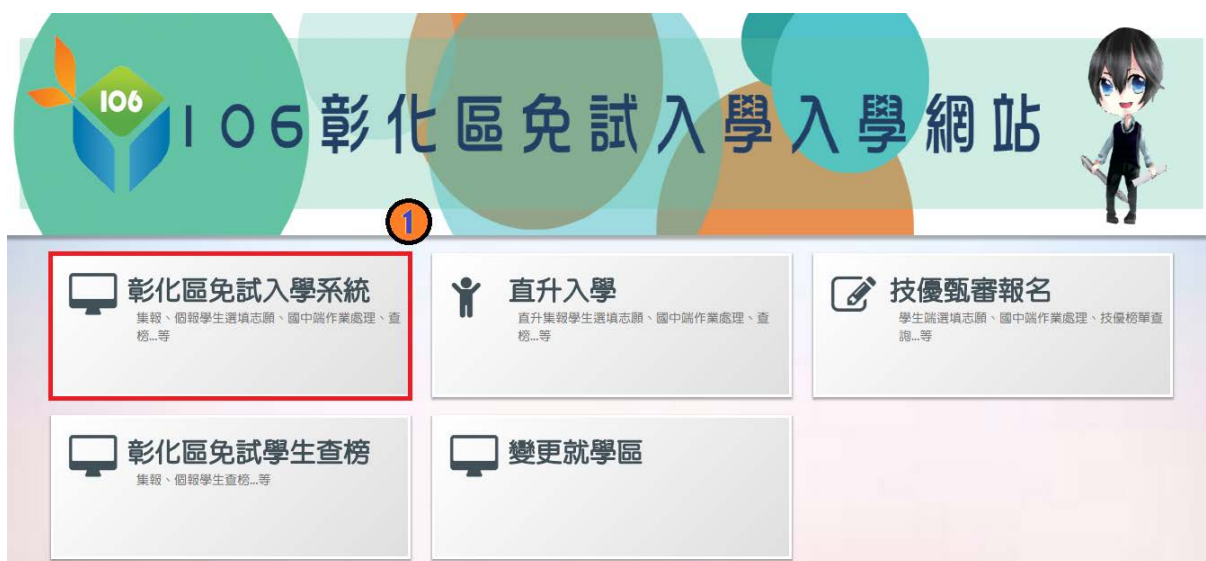 106
106彰化區免試入學入學網站
1
彰化區免試入學系統
集報、個報學生選填志願、國中端作業處理、查
榜...等
直升入學
直升集報學生選填志願、國中端作業處理、查
榜...等
技優甄審報名
學生端選填志願、國中端作業處理、技優榜單查
詢...等
彰化區免試學生查榜
集報、個報學生查榜...等
變更就學區